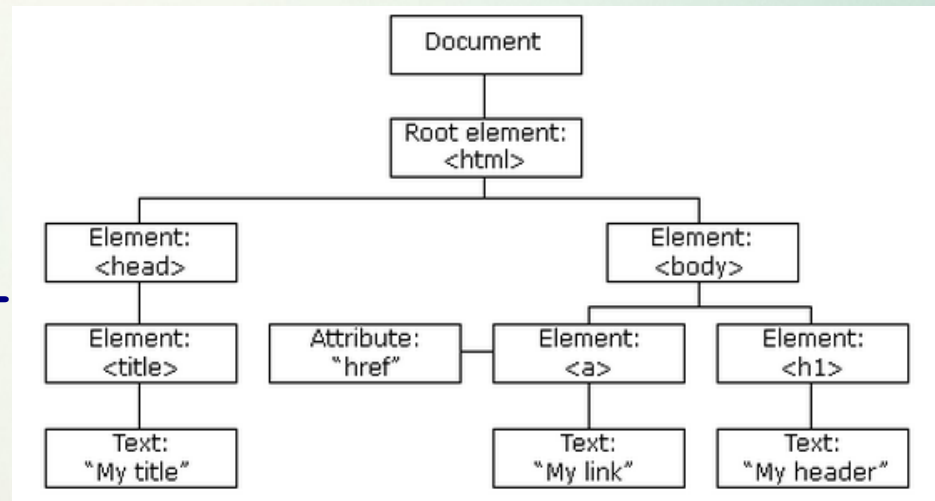 Document
Root element:
<html>
Element:
<head>
Element:
<body>
Element:
<title>
Attribute:
“href”
Element:
<a>
Element:
<h1>
Text:
“My title”
Text:
“My link”
Text:
“My header”